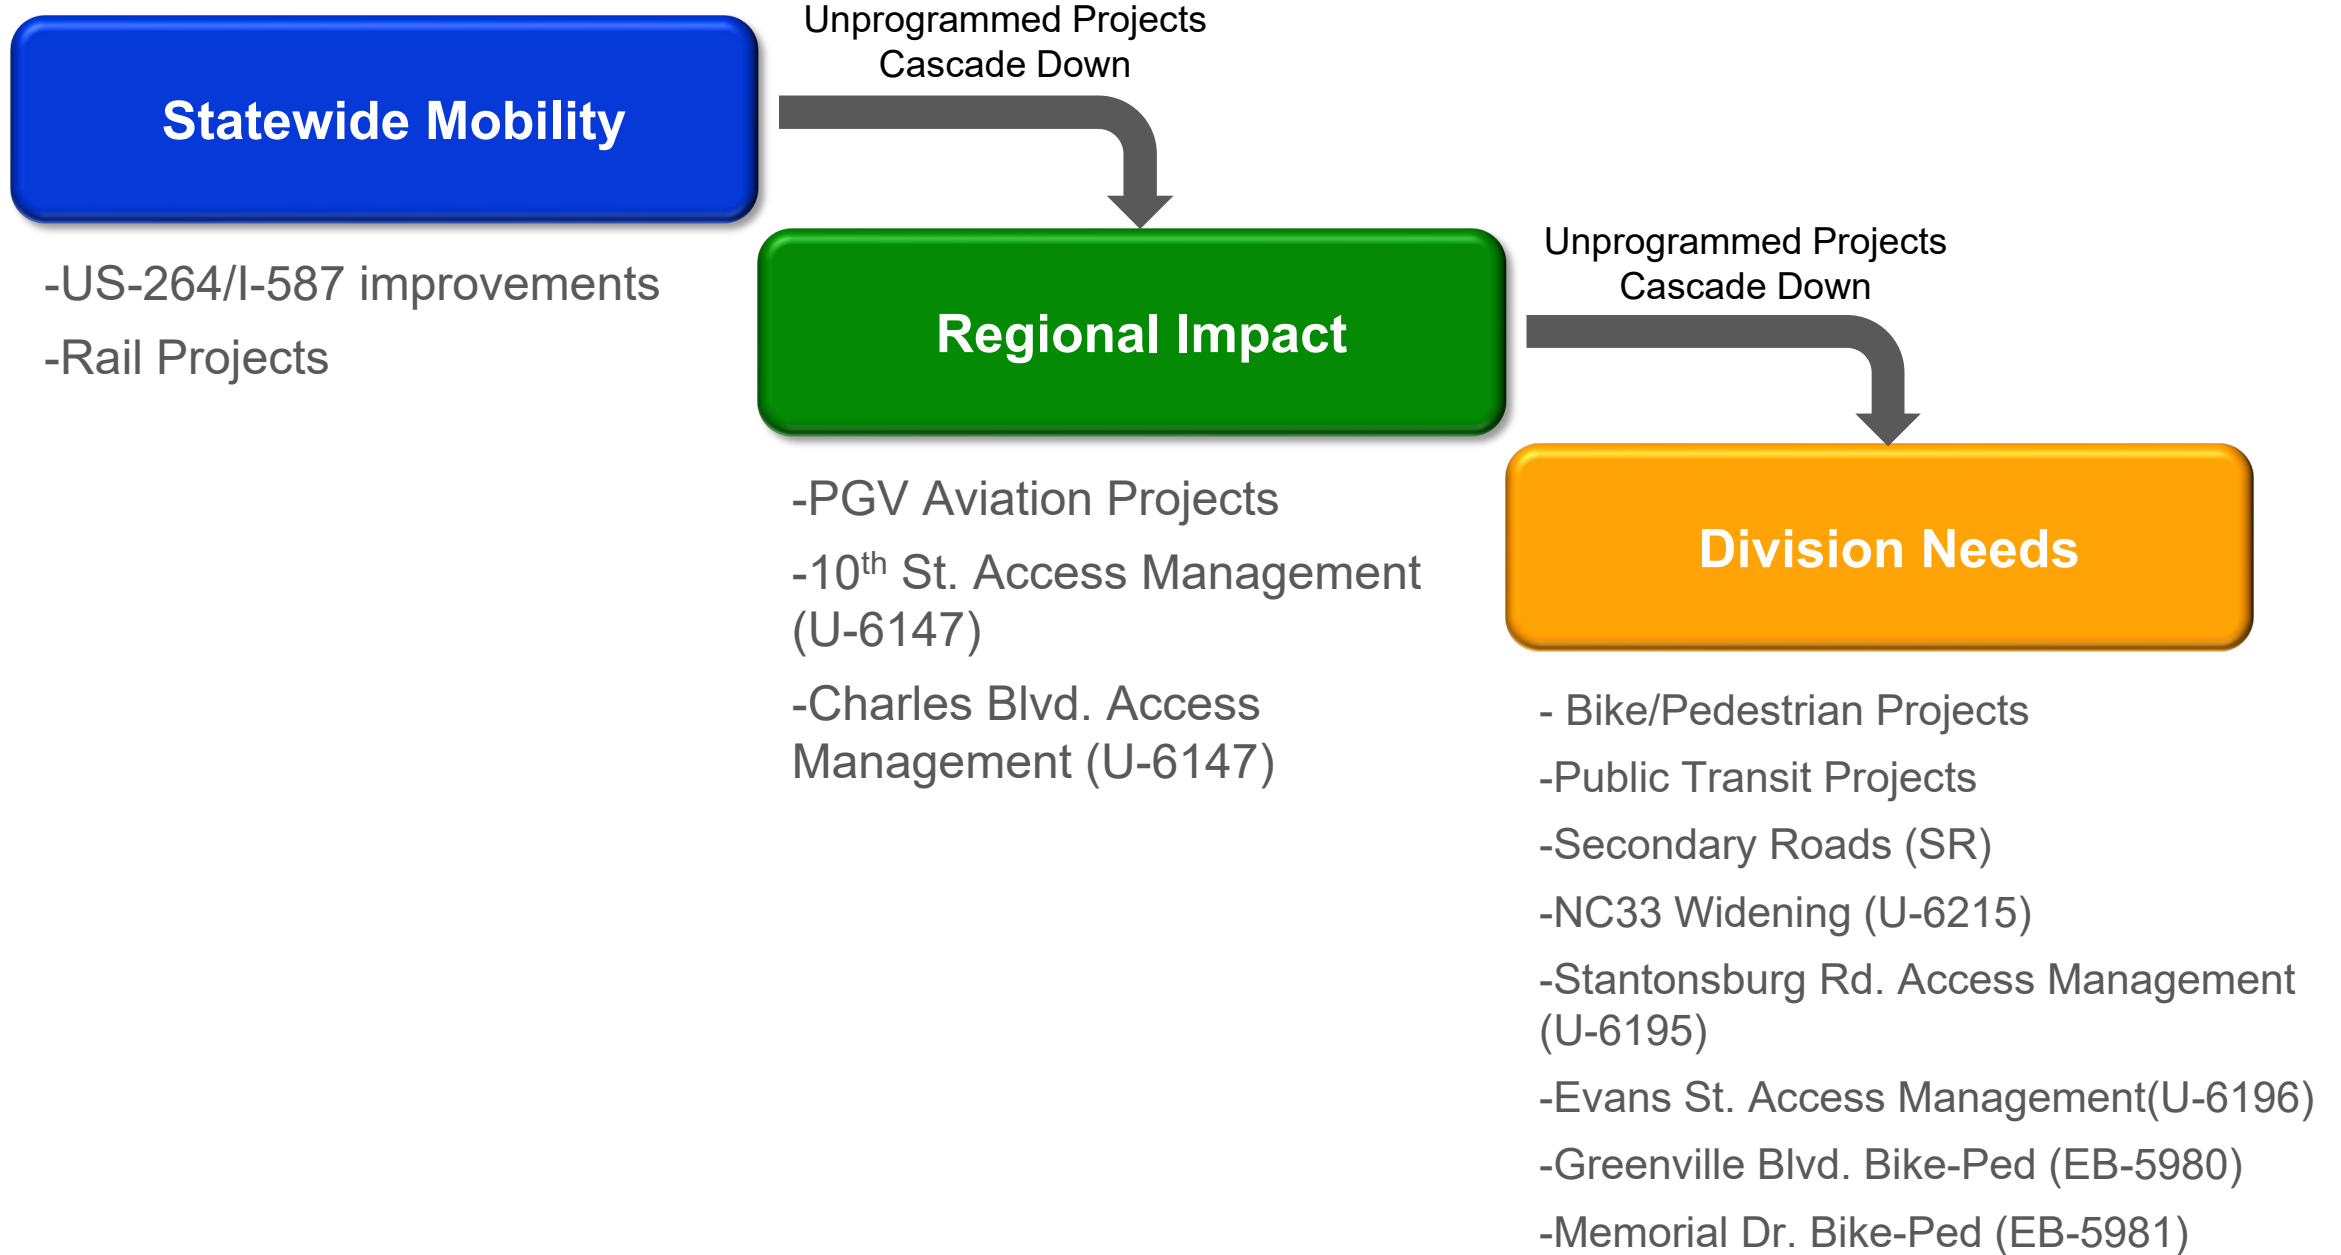 Unprogrammed Projects
Cascade Down
Statewide Mobility
-US-264/I-587 improvements
-Rail Projects
Unprogrammed Projects
Cascade Down
Regional Impact
-PGV Aviation Projects
-10th St. Access Management
(U-6147)
-Charles Blvd. Access
Management (U-6147)
Division Needs
- Bike/Pedestrian Projects
-Public Transit Projects
-Secondary Roads (SR)
-NC33 Widening (U-6215)
-Stantonsburg Rd. Access Management
(U-6195)
-Evans St. Access Management(U-6196)
-Greenville Blvd. Bike-Ped (EB-5980)
-Memorial Dr. Bike-Ped (EB-5981)